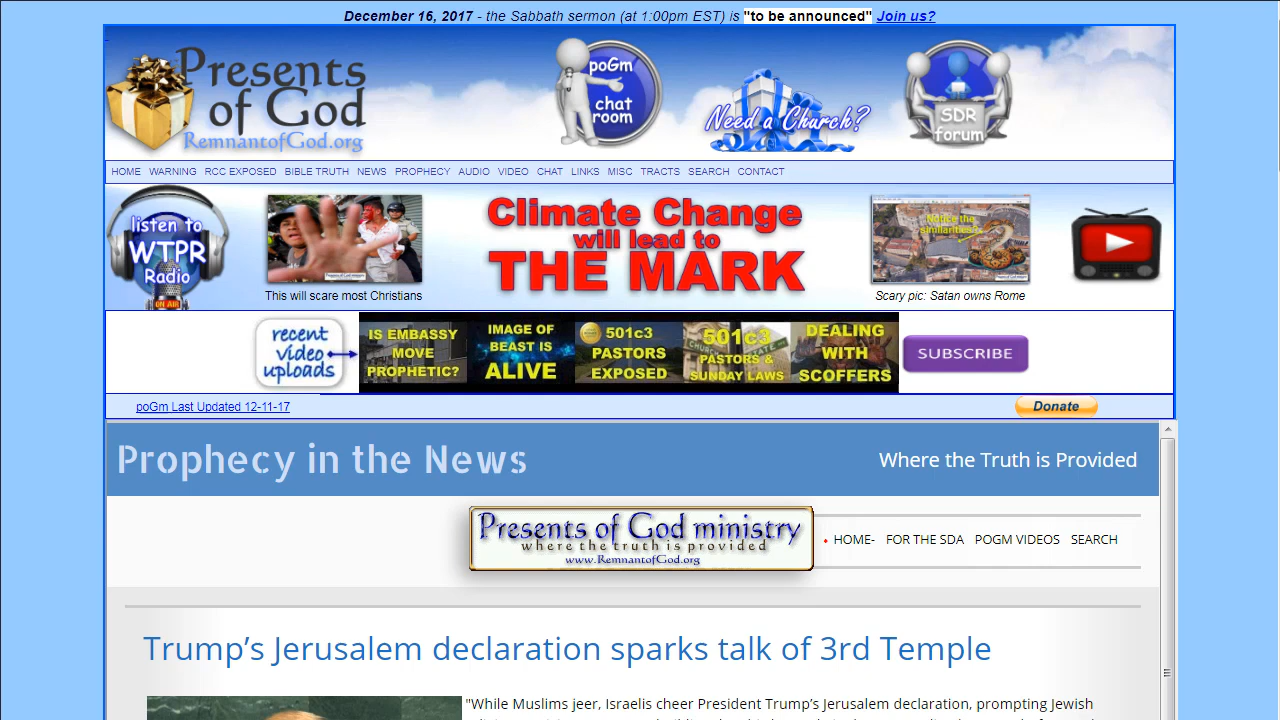 December 16, 2017 - the Sabbath sermon (at 1:00pm EST) is "to be announced" Join us?
Presents
of God
RemnantofGod.org
poGm
chat
room
Need a Church?
SDR
forum
HOME WARNING RCC EXPOSED BIBLE TRUTH NEWS PROPHECY AUDIO VIDEO CHAT LINKS MISC TRACTS SEARCH CONTACT
listen to
WTPR
Radio
ON AIR
This will scare most Christians
Climate Change
will lead to
THE MARK
Notice the
similarities?
Scary pic: Satan owns Rome
recent
video
uploads
IS EMBASSY
MOVE
PROPHETIC?
IMAGE OF
BEAST IS
ALIVE
501c3
PASTORS
EXPOSED
501c3
PASTORS &
SUNDAY LAWS
DEALING
WITH
SCOFFERS
SUBSCRIBE
poGm Last Updated 12-11-17
Donate
Prophecy in the News
Where the Truth is Provided
Presents of God ministry
where the truth is provided
www.RemnantofGod.org
HOME- FOR THE SDA POGM VIDEOS SEARCH
Trump’s Jerusalem declaration sparks talk of 3rd Temple
"While Muslims jeer, Israelis cheer President Trump’s Jerusalem declaration, prompting Jewish